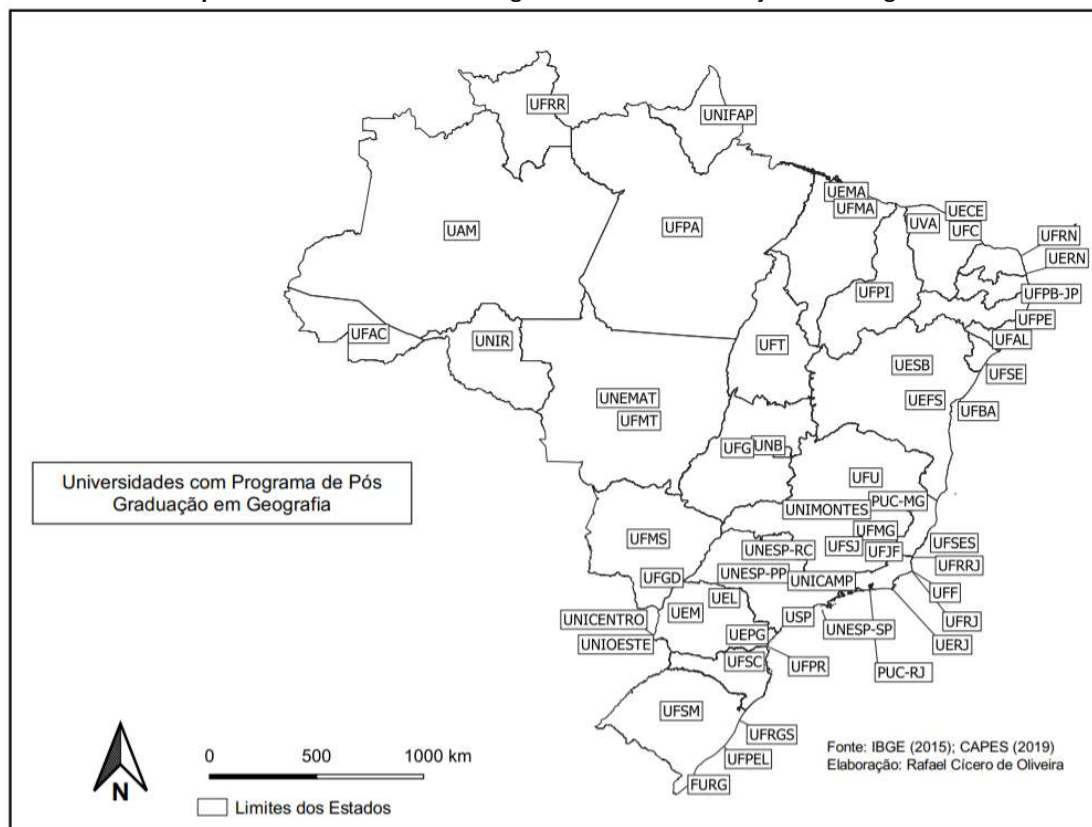 UFRR
UNIFAP
UEMA
UFMA
UECE
UVA
UFC
UAM
UFPA
UFRN
UERN
UFPI
UFPB-JP
UFPE
UFAC
UNIR
UFT
UFAL
UESB
UFSE
UNEMAT
UEFS
UFBA
UFMT
UFG
UNB
Universidades com Programa de Pós
Graduação em Geografia
UFU
PUC-MG
UNIMONTES
UFMG
UFMS
UFSJ
UFJF
UFSES
UNESP-RC
UFRRJ
UFGD
UNESP-PP
UNICAMP
UFF
UEL
UFRJ
UNICENTRO
UEM
USP
UNESP-SP
UERJ
UEPG
UNIOESTE
UFSC
UFPR
PUC-RJ
UFSM
UFRGS
UFPEL
FURG
N
0 500 1000 km
Limites dos Estados
Fonte: IBGE (2015); CAPES (2019)
Elaboração: Rafael Cícero de Oliveira